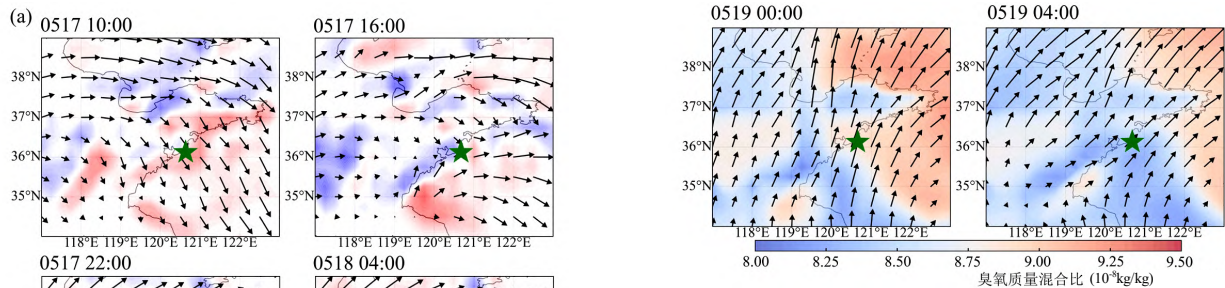 (a)
0517 10:00
0517 16:00
38°N
37°N
36°N
35°N
118°E 119°E 120°E 121°E 122°E
38°N
37°N
36°N
35°N
118°E 119°E 120°E 121°E 122°E
0517 22:00
0518 04:00
0519 00:00
0519 04:00
38°N
37°N
36°N
35°N
118°E 119°E 120°E 121°E 122°E
38°N
37°N
36°N
35°N
118°E 119°E 120°E 121°E 122°E
8.00 8.25 8.50 8.75 9.00 9.25 9.50
臭氧质量混合比 (10⁻⁸kg/kg)